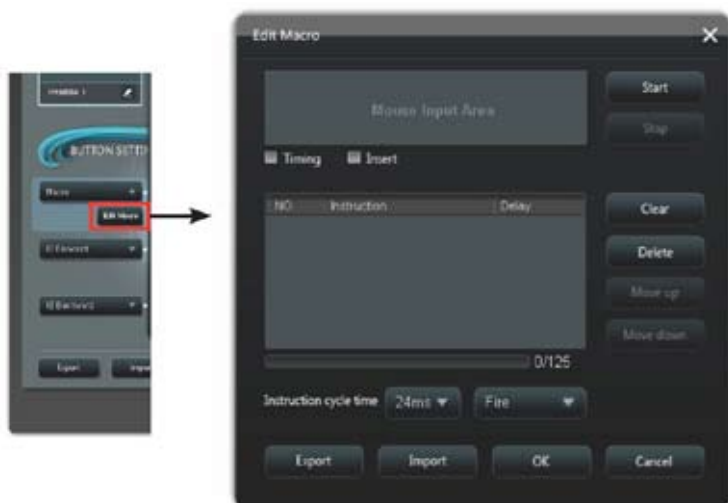 BUTTON SETTI
Macro
Edit Macro
Export
Edit Macro
Mouse Input Area
Start
Stop
Timing
Insert
NO. Instruction Delay
Clear
Delete
Move up
Move down
0/125
Instruction cycle time 24ms Fire
Export Import OK Cancel